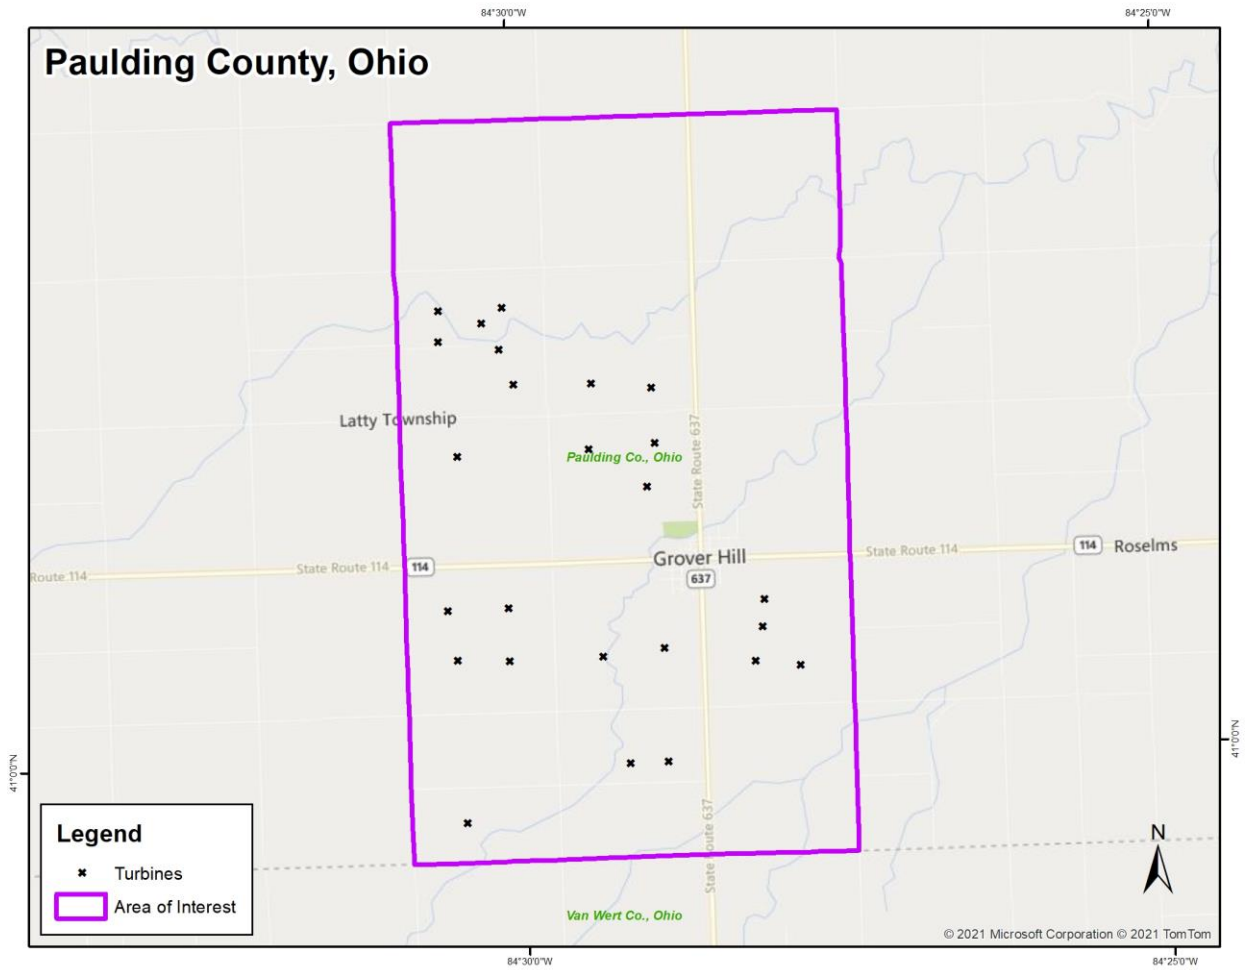 84°30'0"W
84°25'0"W
Paulding County, Ohio
Latty Township
State Route 637
Paulding Co., Ohio
Grover Hill
State Route 114
114
Roselms
Route 114
State Route 114
114
637
41°0'0"N
41°0'0"N
Legend
Turbines
Area of Interest
State Route 637
N
Van Wert Co., Ohio
© 2021 Microsoft Corporation © 2021 TomTom
84°30'0"W
84°25'0"W